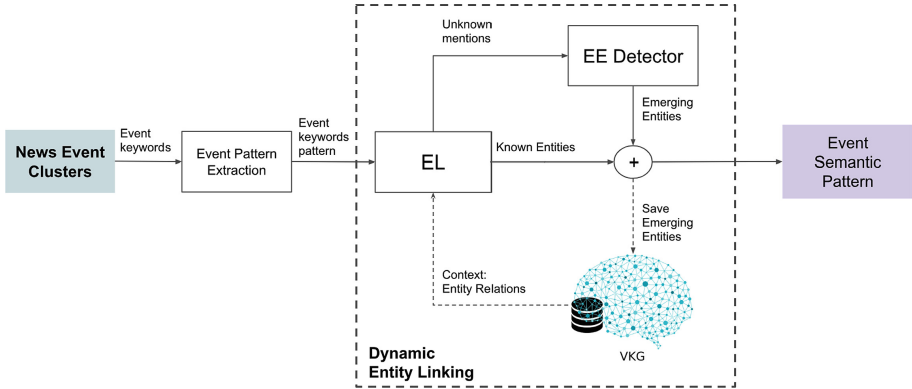 Unknown
mentions
EE Detector
Emerging
Entities
Event
keywords
Event
keywords
pattern
News Event
Clusters
Event Pattern
Extraction
EL
Known Entities
+
Event
Semantic
Pattern
Save
Emerging
Entities
Context:
Entity Relations
VKG
Dynamic
Entity Linking